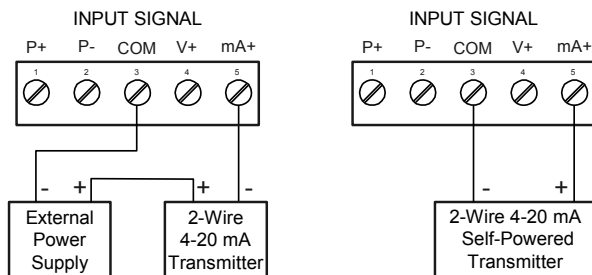 INPUT SIGNAL
P+ P- COM V+ mA+
1 2 3 4 5
- + + -
External
Power
Supply
2-Wire
4-20 mA
Transmitter
INPUT SIGNAL
P+ P- COM V+ mA+
1 2 3 4 5
- +
2-Wire 4-20 mA
Self-Powered
Transmitter